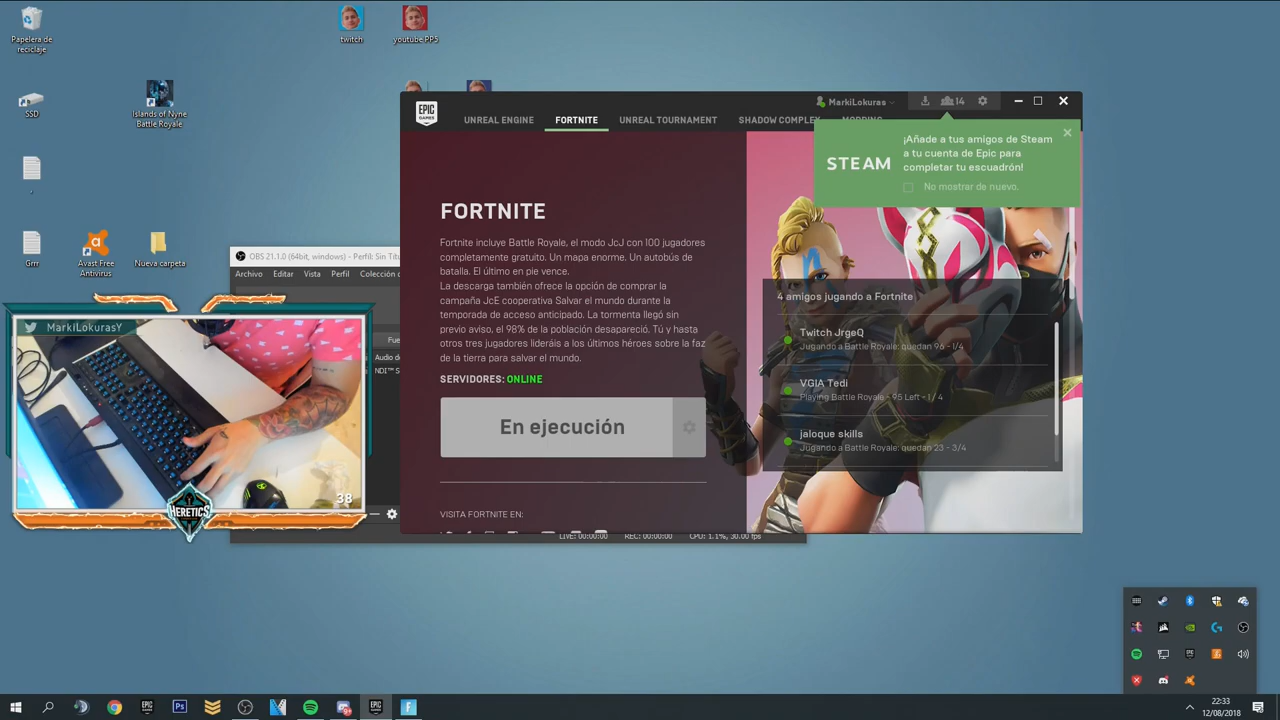 Papelera de
reciclaje
twitch
youtube PP5
SSD
Islands of Nyne
Battle Royale
.
Grrr
Avast Free
Antivirus
Nueva carpeta
OBS 21.1.0 (64bit, windows) - Perfil: Sin Tít
Archivo Editar Vista Perfil Colección
Fue
Audio de
NDI™ S
MarkiLokurasY
38
HERETICS
EPIC
GAMES
MarkiLokuras
14
UNREAL ENGINE FORTNITE UNREAL TOURNAMENT SHADOW COMPLEX MODDING
STEAM
¡Añade a tus amigos de Steam
a tu cuenta de Epic para
completar tu escuadrón!
No mostrar de nuevo.
FORTNITE
Fortnite incluye Battle Royale, el modo JcJ con 100 jugadores
completamente gratuito. Un mapa enorme. Un autobús de
batalla. El último en pie vence.
La descarga también ofrece la opción de comprar la
campaña JcE cooperativa Salvar el mundo durante la
temporada de acceso anticipado. La tormenta llegó sin
previo aviso, el 98% de la población desapareció. Tú y hasta
otros tres jugadores lideráis a los últimos héroes sobre la faz
de la tierra para salvar el mundo.
SERVIDORES: ONLINE
En ejecución
VISITA FORTNITE EN:
4 amigos jugando a Fortnite
Twitch JrgeQ
Jugando a Battle Royale: quedan 96 - 1/4
VGIA Tedi
Playing Battle Royale - 95 Left - 1 / 4
jaloque skills
Jugando a Battle Royale: quedan 23 - 3/4
LIVE: 00:00:00 REC: 00:00:00 CPU: 1.1%, 30.00 fps
22:33
12/08/2018